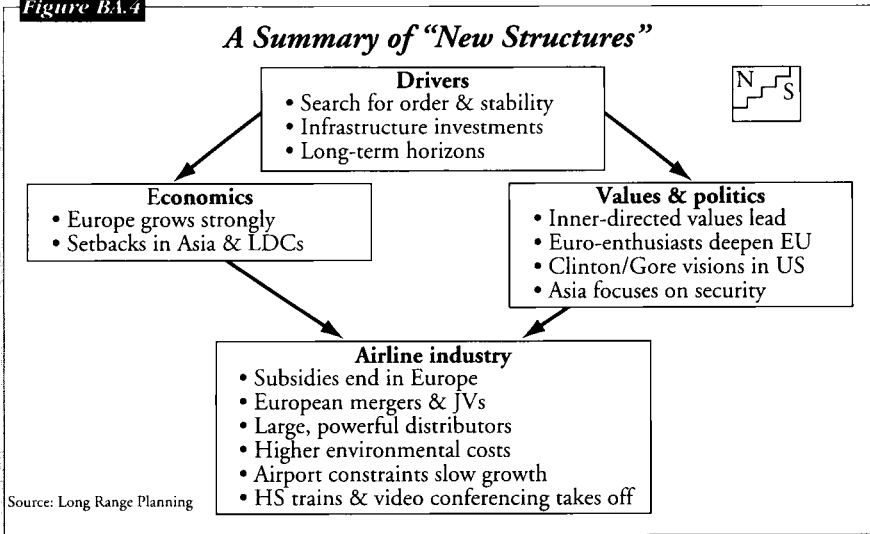 Figure BA.4
A Summary of “New Structures”
Drivers
• Search for order & stability
• Infrastructure investments
• Long-term horizons
N
S
Economics
• Europe grows strongly
• Setbacks in Asia & LDCs
Values & politics
• Inner-directed values lead
• Euro-enthusiasts deepen EU
• Clinton/Gore visions in US
• Asia focuses on security
Airline industry
• Subsidies end in Europe
• European mergers & JVs
• Large, powerful distributors
• Higher environmental costs
• Airport constraints slow growth
• HS trains & video conferencing takes off
Source: Long Range Planning